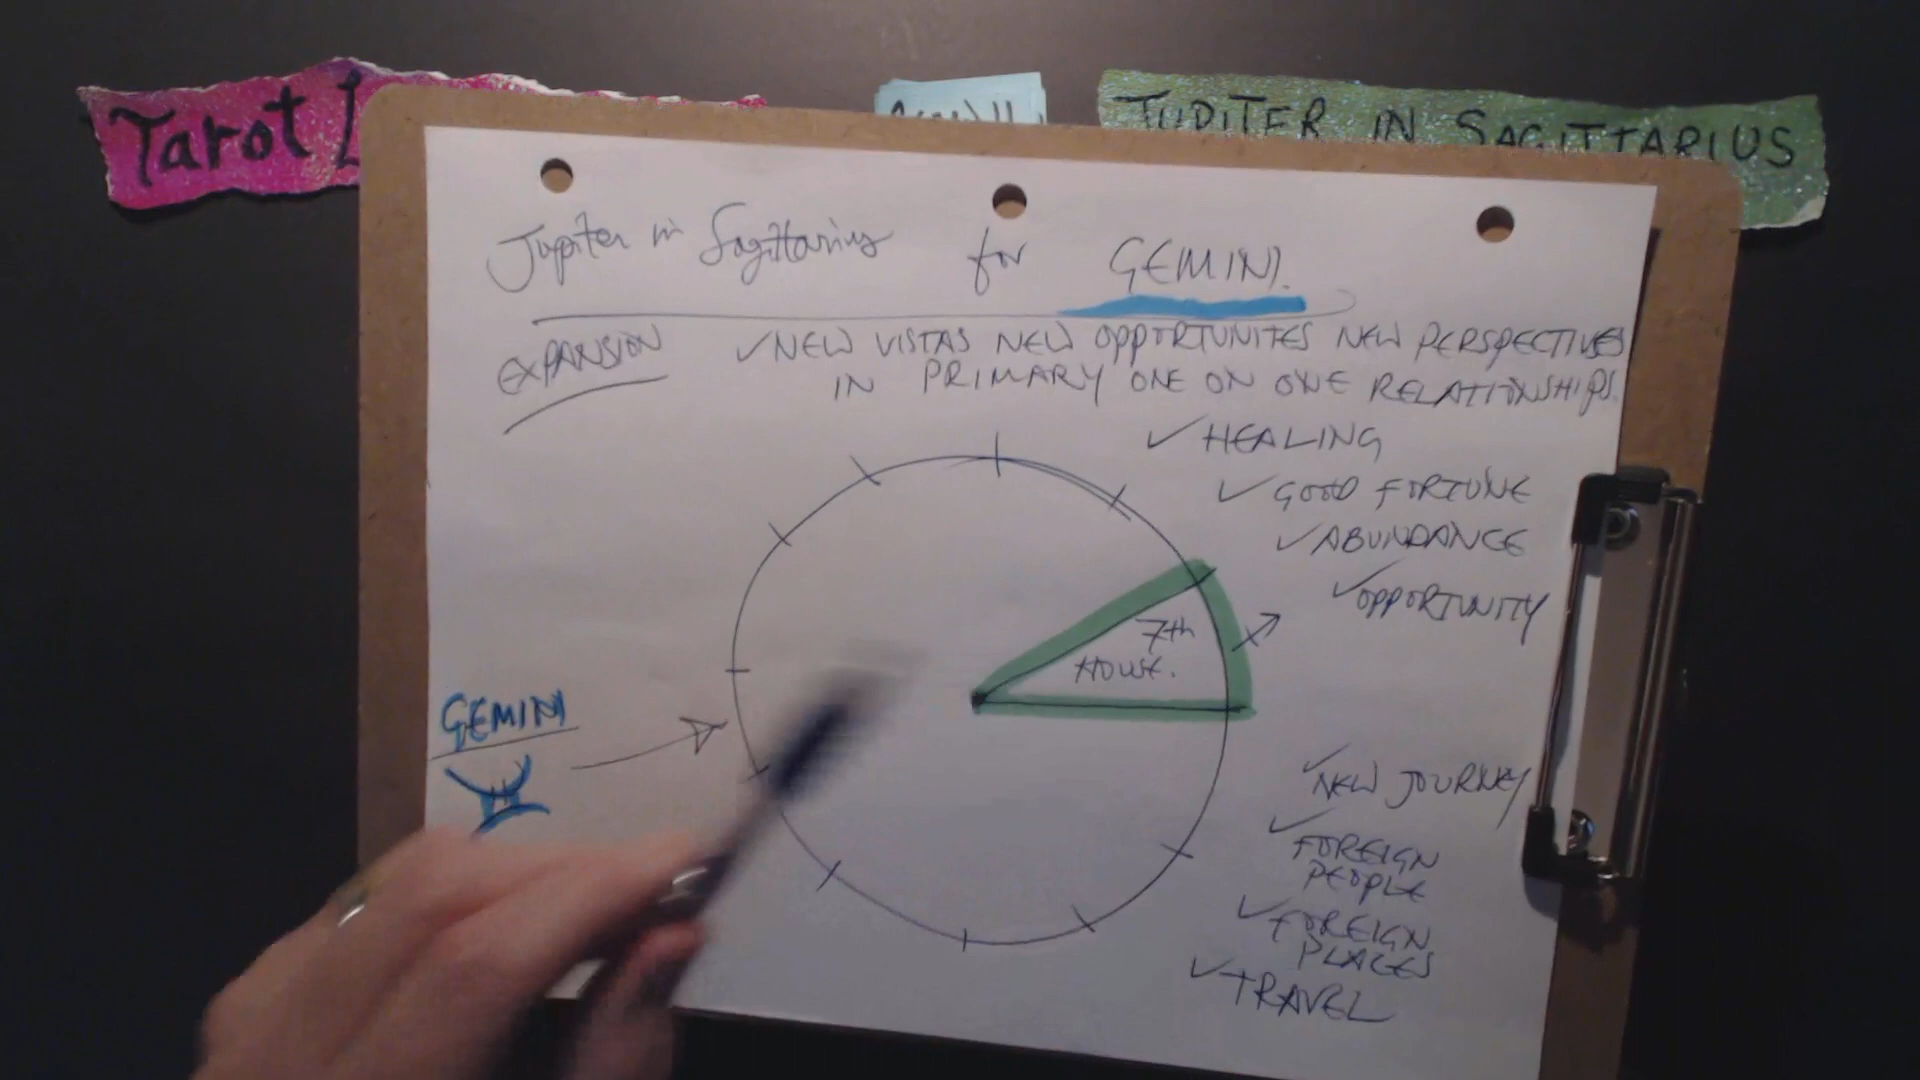 Tarot
JUPITER IN SAGITTARIUS
Jupiter in Sagittarius for GEMINI.
EXPANSION
✓NEW VISTAS NEW OPPORTUNITES NEW PERSPECTIVES
IN PRIMARY ONE ON ONE RELATIONSHIPS.
✓HEALING
✓GOOD FORTUNE
✓ABUNDANCE
✓OPPORTUNITY
7th
HOUSE.
GEMINI
✓NEW JOURNEY
✓FOREIGN
PEOPLE
✓FOREIGN
PLACES
✓TRAVEL